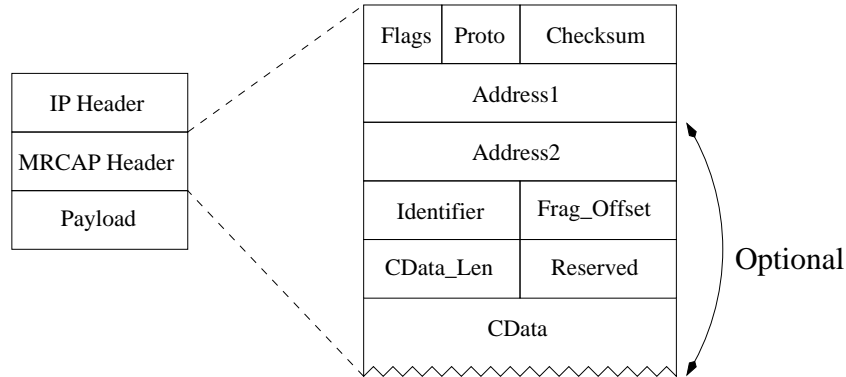 IP Header
MRCAP Header
Payload
Flags Proto Checksum
Address1
Address2
Identifier Frag_Offset
CData_Len Reserved
CData
Optional